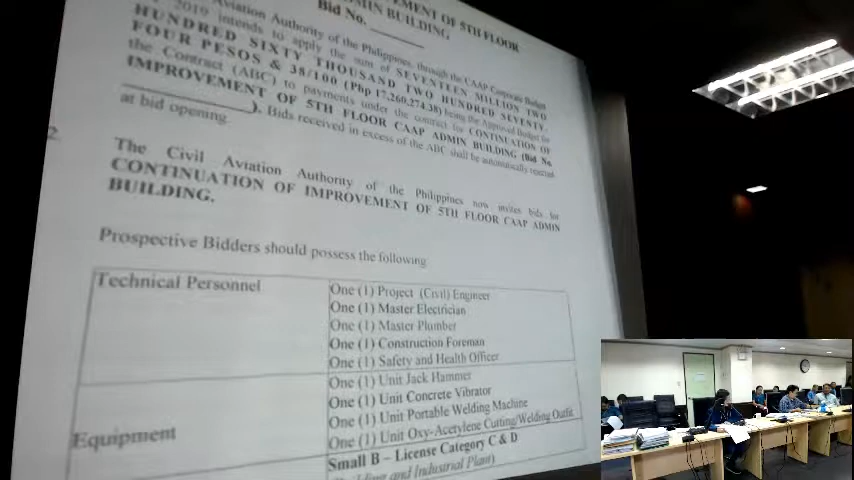 EMENT OF 5TH FLOOR
MIN BUILDING
Bid No.
Aviation Authority of the Philippines, through the CAAP Corporate Budget
2019 intends to apply the sum of SEVENTEEN MILLION TWO
HUNDRED SIXTY THOUSAND TWO HUNDRED SEVENTY-
FOUR PESOS & 38/100 (Php 17,260,274.38) being the Approved Budget for
the Contract (ABC) to payments under the contract for CONTINUATION OF
IMPROVEMENT OF 5TH FLOOR CAAP ADMIN BUILDING (Bid No.
). Bids received in excess of the ABC shall be automatically rejected
at bid opening.
2
The Civil Aviation Authority of the Philippines now invites bids for
CONTINUATION OF IMPROVEMENT OF 5TH FLOOR CAAP ADMIN
BUILDING.
Prospective Bidders should possess the following
Technical Personnel
One (1) Project (Civil) Engineer
One (1) Master Electrician
One (1) Master Plumber
One (1) Construction Foreman
One (1) Safety and Health Officer
Equipment
One (1) Unit Jack Hammer
One (1) Unit Concrete Vibrator
One (1) Unit Portable Welding Machine
One (1) Unit Oxy-Acetylene Cutting/Welding Outfit
Small B – License Category C & D
and Industrial Plant)